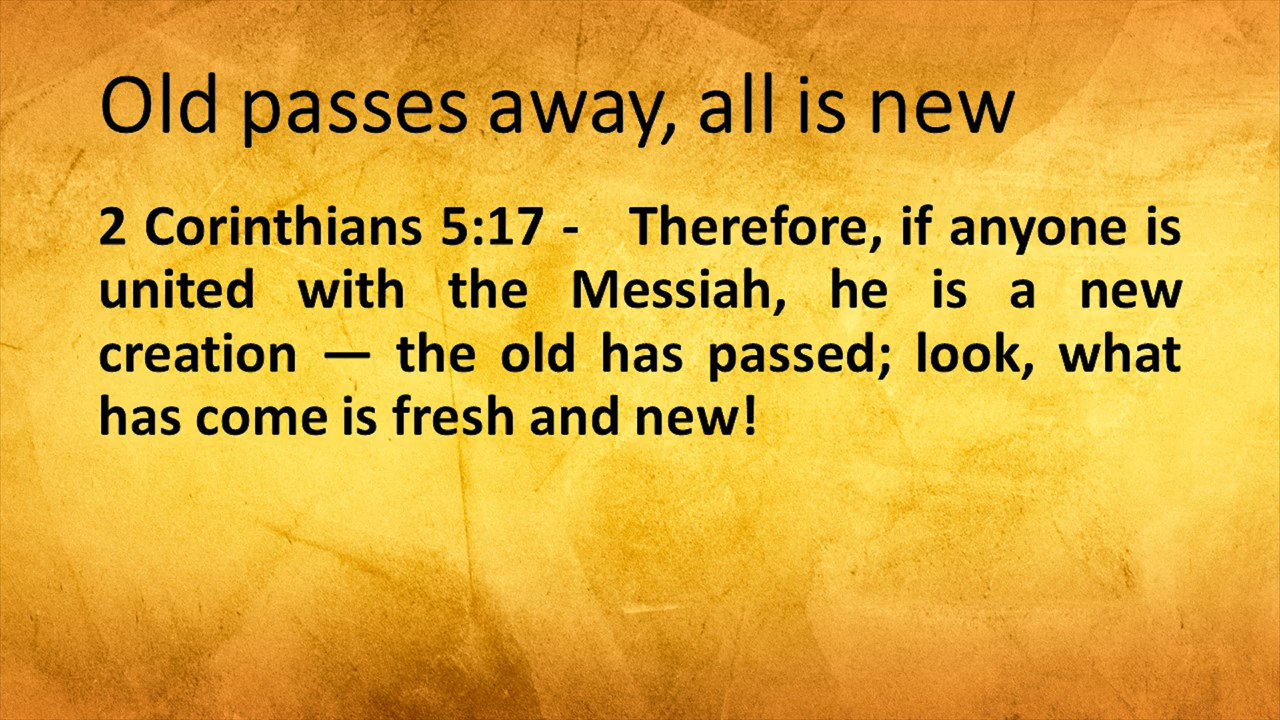 Old passes away, all is new
2 Corinthians 5:17 - Therefore, if anyone is
united with the Messiah, he is a new
creation — the old has passed; look, what
has come is fresh and new!